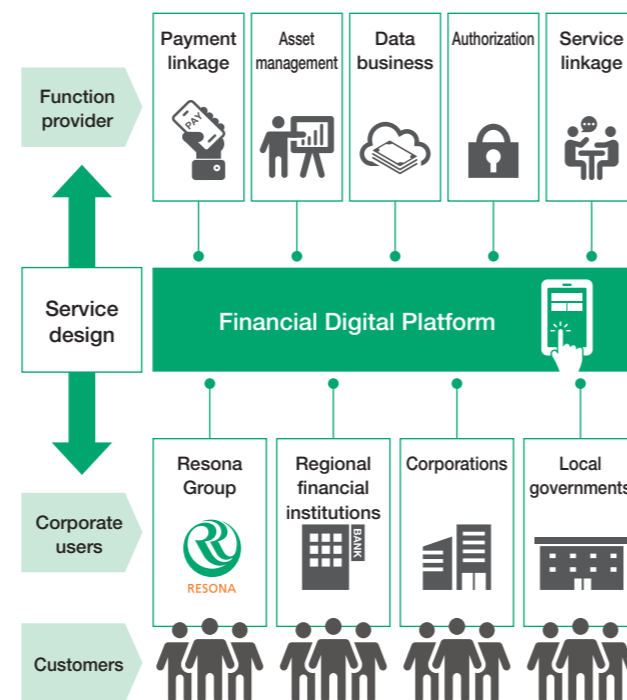 Payment
linkage
Asset
management
Data
business
Authorization
Service
linkage
Function
provider
PAY
Service
design
Financial Digital Platform
Resona
Group
Regional
financial
institutions
Corporations
Local
governments
BANK
RESONA
Corporate
users
Customers